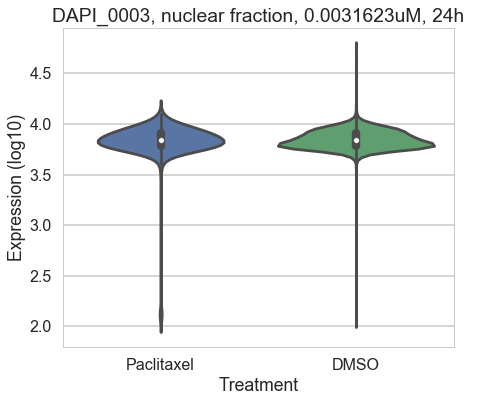 DAPI_0003, nuclear fraction, 0.0031623uM, 24h
Expression (log10)
4.5
4.0
3.5
3.0
2.5
2.0
Paclitaxel DMSO
Treatment